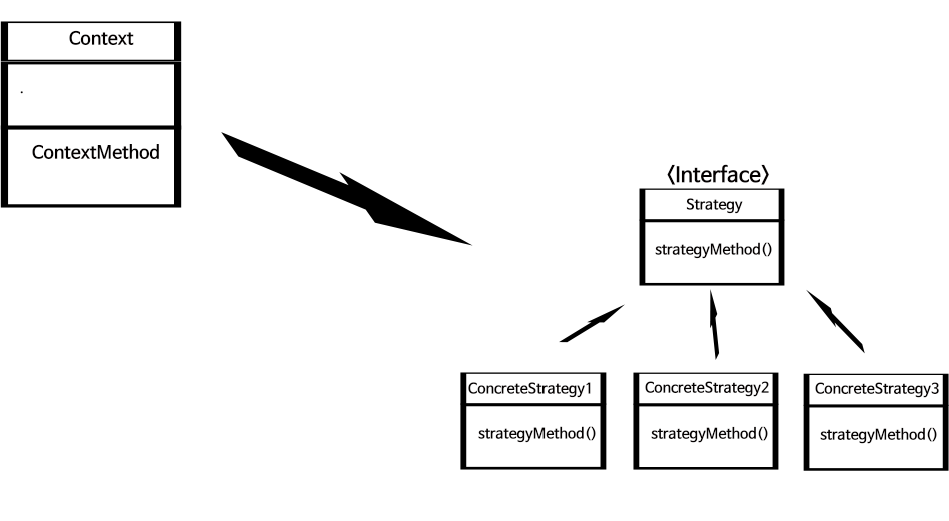 Context
.
ContextMethod
〈Interface〉
Strategy
strategyMethod()
ConcreteStrategy1
strategyMethod()
ConcreteStrategy2
strategyMethod()
ConcreteStrategy3
strategyMethod()